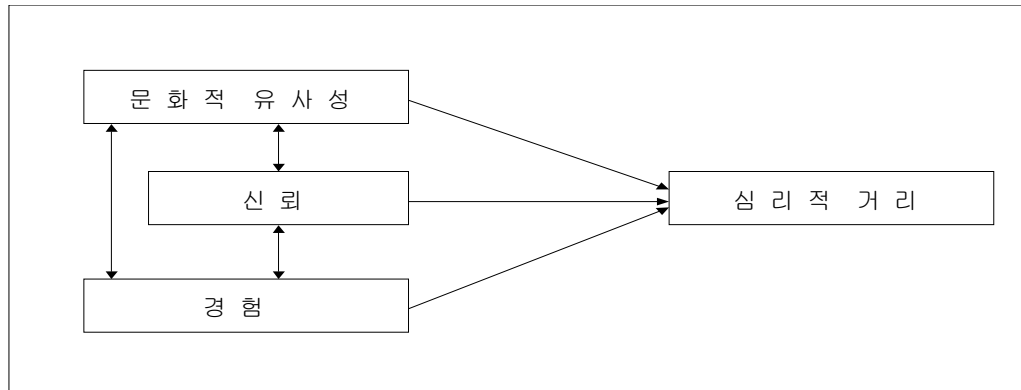 문 화 적 유 사 성
신 뢰
심 리 적 거 리
경 험